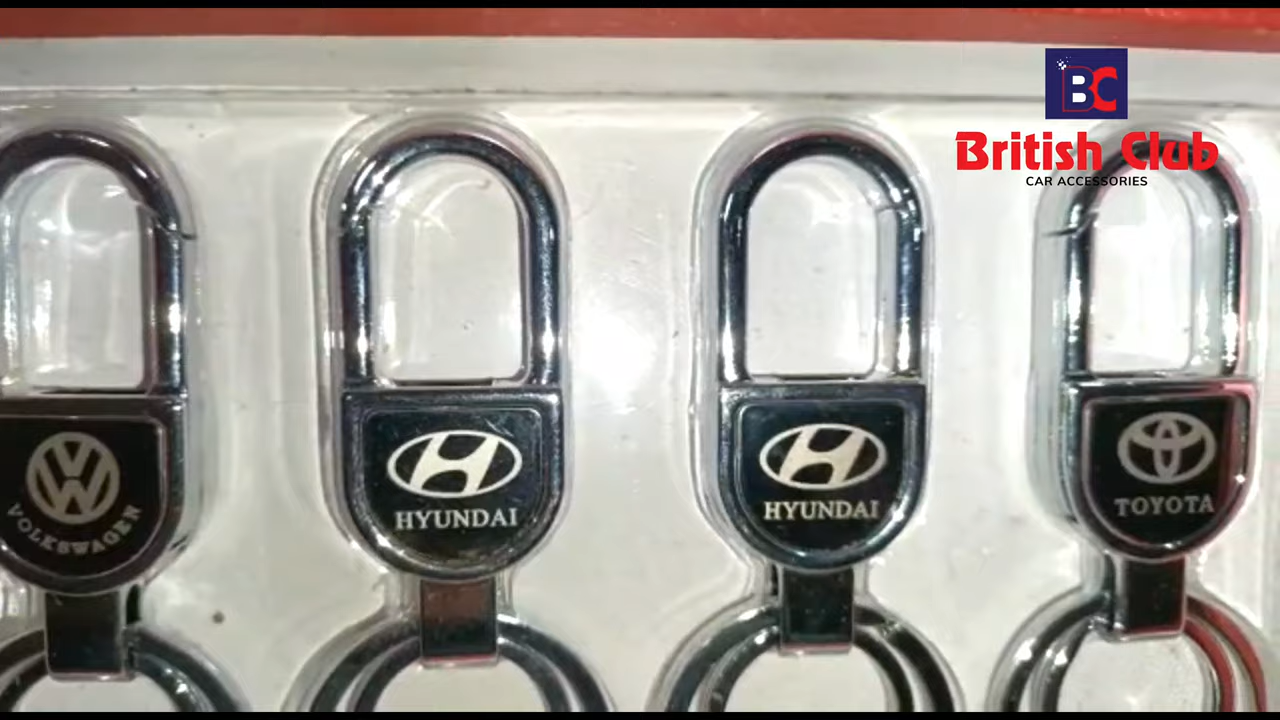 BC
British Club
CAR ACCESSORIES
VOLKSWAGEN
HYUNDAI
HYUNDAI
TOYOTA